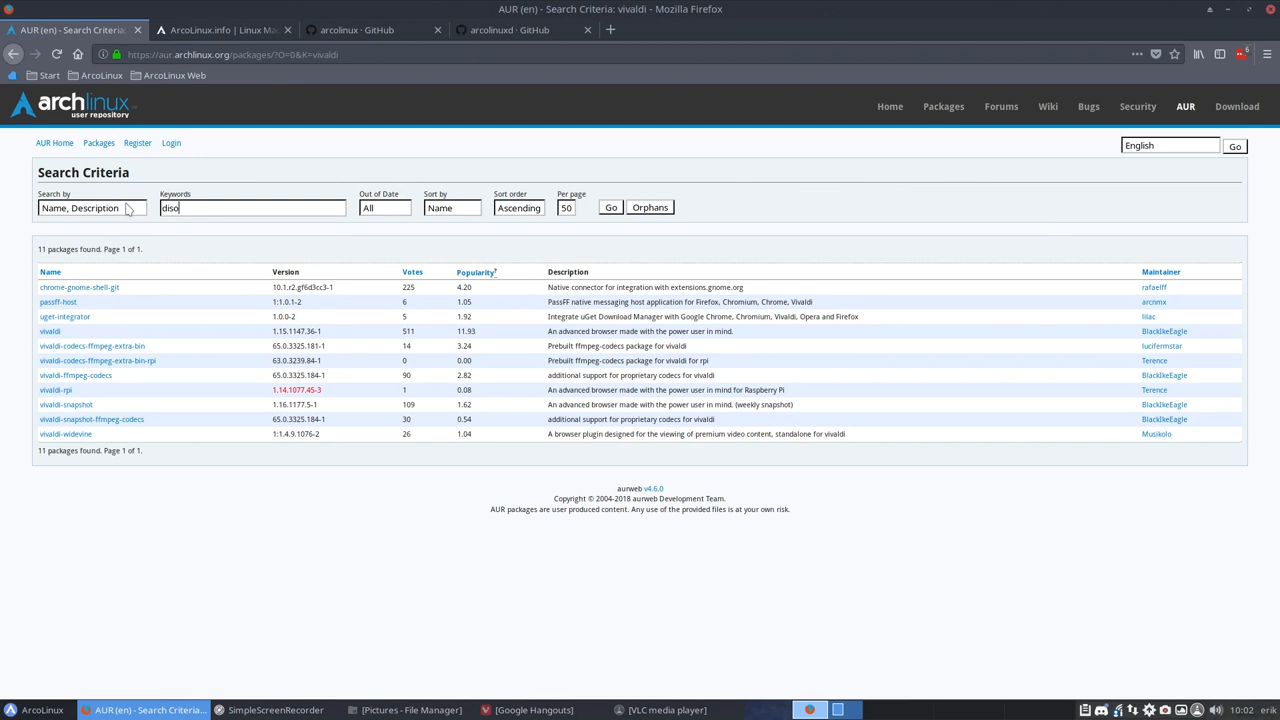 AUR (en) - Search Criteria: vivaldi - Mozilla Firefox
AUR (en) - Search Criteria: ArcoLinux.info | Linux Ma arcolinux · GitHub arcolinuxd · GitHub
https://aur.archlinux.org/packages/?O=0&K=vivaldi
6
Start ArcoLinux ArcoLinux Web
archlinux
user repository
Home Packages Forums Wiki Bugs Security AUR Download
AUR Home Packages Register Login
English Go
Search Criteria
Search by Keywords Out of Date Sort by Sort order Per page
Name, Description diso All Name Ascending 50 Go Orphans
11 packages found. Page 1 of 1.
Name Version Votes Popularity? Description Maintainer
chrome-gnome-shell-git 10.1.r2.gf6d3cc3-1 225 4.20 Native connector for integration with extensions.gnome.org rafaelff
passff-host 1:1.0.1-2 6 1.05 PassFF native messaging host application for Firefox, Chromium, Chrome, Vivaldi arcnmx
uget-integrator 1.0.0-2 5 1.92 Integrate uGet Download Manager with Google Chrome, Chromium, Vivaldi, Opera and Firefox lilac
vivaldi 1.15.1147.36-1 511 11.93 An advanced browser made with the power user in mind. BlackIkeEagle
vivaldi-codecs-ffmpeg-extra-bin 65.0.3325.181-1 14 3.24 Prebuilt ffmpeg-codecs package for vivaldi lucifermstar
vivaldi-codecs-ffmpeg-extra-bin-rpi 63.0.3239.84-1 0 0.00 Prebuilt ffmpeg-codecs package for vivaldi for rpi Terence
vivaldi-ffmpeg-codecs 65.0.3325.184-1 90 2.82 additional support for proprietary codecs for vivaldi BlackIkeEagle
vivaldi-rpi 1.14.1077.45-3 1 0.08 An advanced browser made with the power user in mind for Raspberry Pi Terence
vivaldi-snapshot 1.16.1177.5-1 109 1.62 An advanced browser made with the power user in mind. (weekly snapshot) BlackIkeEagle
vivaldi-snapshot-ffmpeg-codecs 65.0.3325.184-1 30 0.54 additional support for proprietary codecs for vivaldi BlackIkeEagle
vivaldi-widevine 1:1.4.9.1076-2 26 1.04 A browser plugin designed for the viewing of premium video content, standalone for vivaldi Musikolo
11 packages found. Page 1 of 1.
aurweb v4.6.0
Copyright © 2004-2018 aurweb Development Team.
AUR packages are user produced content. Any use of the provided files is at your own risk.
ArcoLinux AUR (en) - Search Criteria... SimpleScreenRecorder [Pictures - File Manager] [Google Hangouts] [VLC media player] 10:02 erik